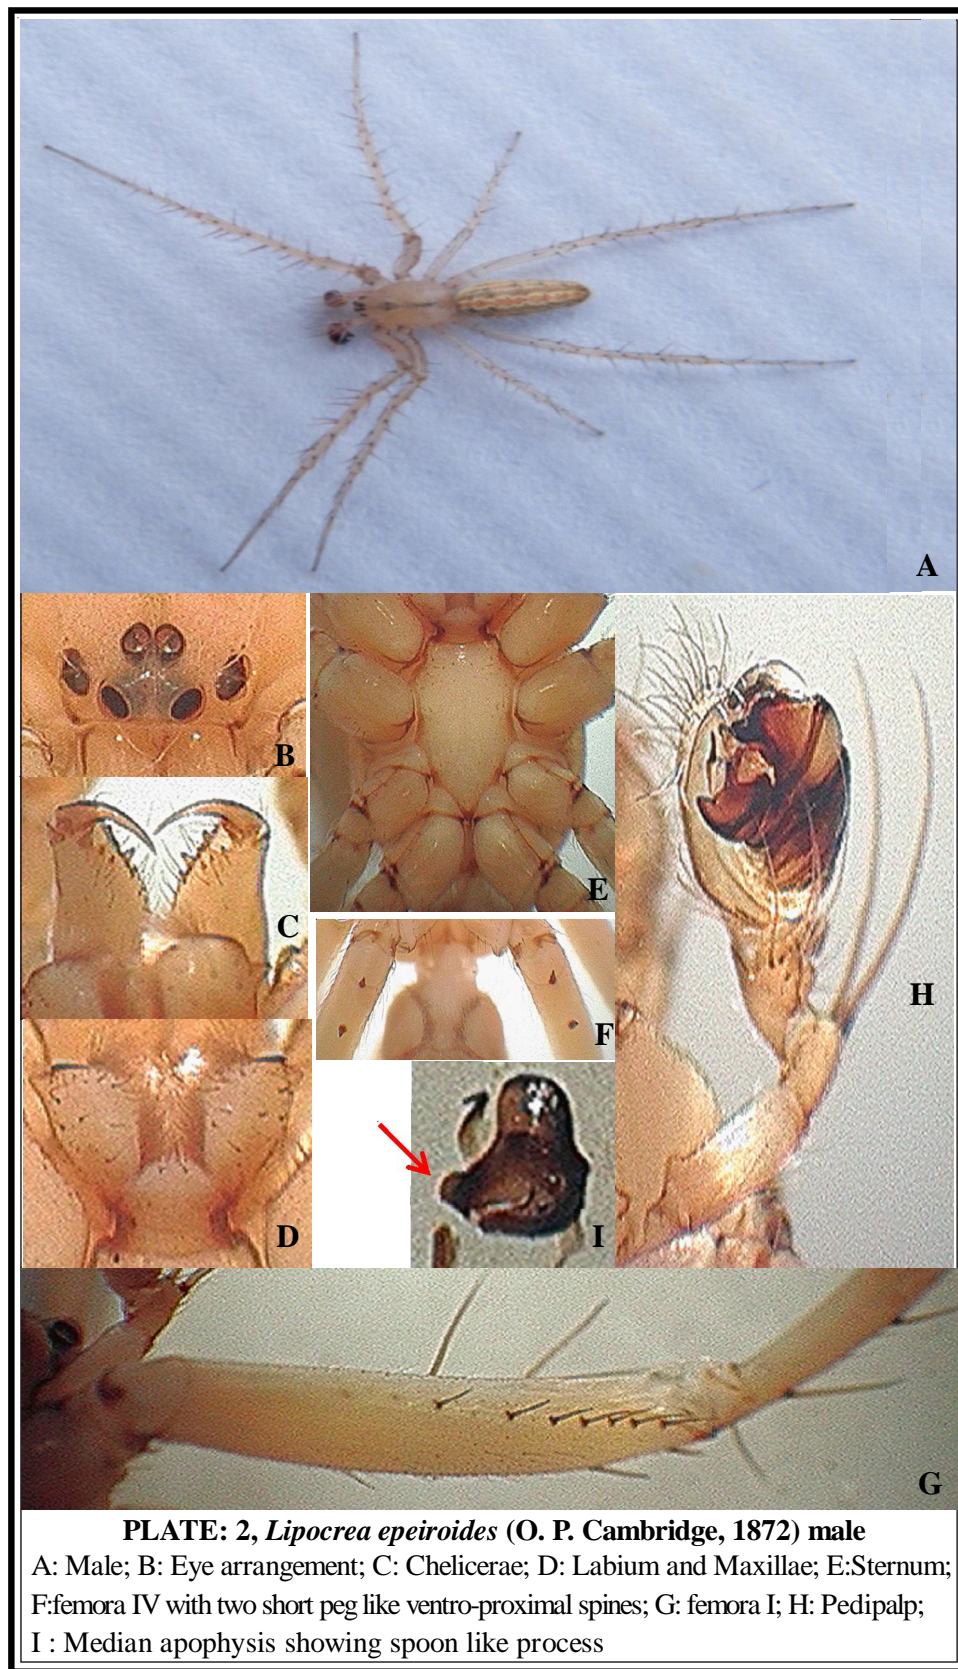 A
B
E
C
H
F
D
I
G
PLATE: 2, Lipocrea epeiroides (O. P. Cambridge, 1872) male
A: Male; B: Eye arrangement; C: Chelicerae; D: Labium and Maxillae; E:Sternum;
F:femora IV with two short peg like ventro-proximal spines; G: femora I; H: Pedipalp;
I : Median apophysis showing spoon like process